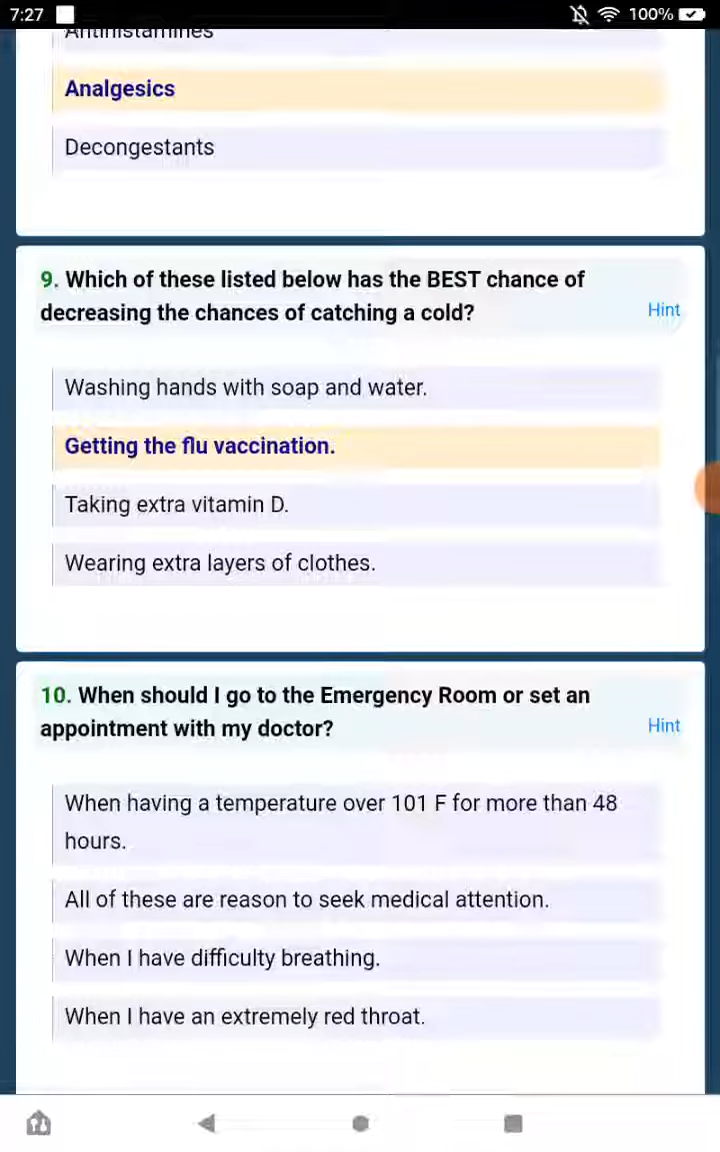 7:27
100%
Antihistamines
Analgesics
Decongestants
9. Which of these listed below has the BEST chance of
decreasing the chances of catching a cold?
Hint
Washing hands with soap and water.
Getting the flu vaccination.
Taking extra vitamin D.
Wearing extra layers of clothes.
10. When should I go to the Emergency Room or set an
appointment with my doctor?
Hint
When having a temperature over 101 F for more than 48
hours.
All of these are reason to seek medical attention.
When I have difficulty breathing.
When I have an extremely red throat.